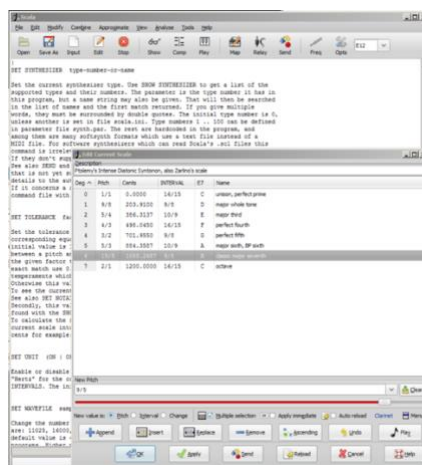 Scala
File Edit Modify Combine Approximate View Analyse Tools Help
Open Save As Input Edit Stop Show Comp Play Map Relay Send Freq Opts E12
SET SYNTHESIZER type-number-or-name
Set the current synthesizer type. Use SHOW SYNTHESIZER to get a list of the
supported types and their numbers. The parameter is the type number it has in
this program, but a name string may also be given. That will then be searched
in the list of names and the first match returned. If you give multiple
words, they must be surrounded by double quotes. The initial type number is 0,
unless another is set in file scala.ini. Type numbers 1 .. 100 can be defined
in parameter file synth.par. The rest are hardcoded in the program, and
among them are many softsynth formats which use a text file instead of a
MIDI file. For software synthesizers which can read Scala's .scl files this
command is
If they don't
See also SEND and
that is not yet
details to the
If it concerns a
command file with
Edit Current Scale
Description
Ptolemy's Intense Diatonic Syntonon, also Zarlino's scale
Deg Pitch Cents INTERVAL ET Name
0 1/1 0.0000 16/15 C unison, perfect prime
1 9/8 203.9100 9/8 D major whole tone
2 5/4 386.3137 10/9 E major third
3 4/3 498.0450 16/15 F perfect fourth
4 3/2 701.9550 9/8 G perfect fifth
5 5/3 884.3587 10/9 A major sixth, BP sixth
6 15/8 1088.2687 9/8 B classic major seventh
7 2/1 1200.0000 16/15 C octave
SET TOLERANCE
Set the tolerance
corresponding
initial value is
between a pitch
the given factor
exact match use
temperaments which
Otherwise this
To see the current
See also SET
Secondly, this
found with the
To calculate the
current scale into
cents for example:
SET UNIT (ON | O
Enable or disable
"Hertz" for the
INTERVALS. The
SET WAVEFILE
Change the number
are: 11025,
default value is
New Pitch
9/8
Clear
New value is: Pitch Interval Change Multiple selection Apply immediate Auto reload Clarinet
Append Insert Replace Remove Ascending Undo Play
OK Apply Send Reload Cancel Help